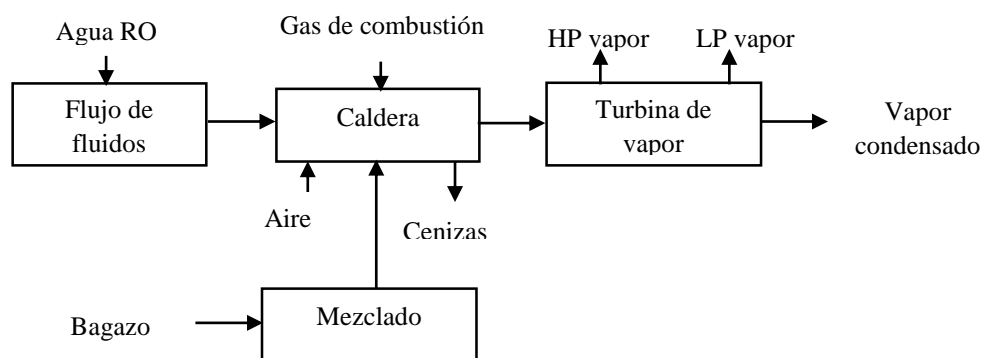 Agua RO
Gas de combustión
HP vapor
LP vapor
Flujo de
fluidos
Caldera
Turbina de
vapor
Vapor
condensado
Aire
Cenizas
Bagazo
Mezclado